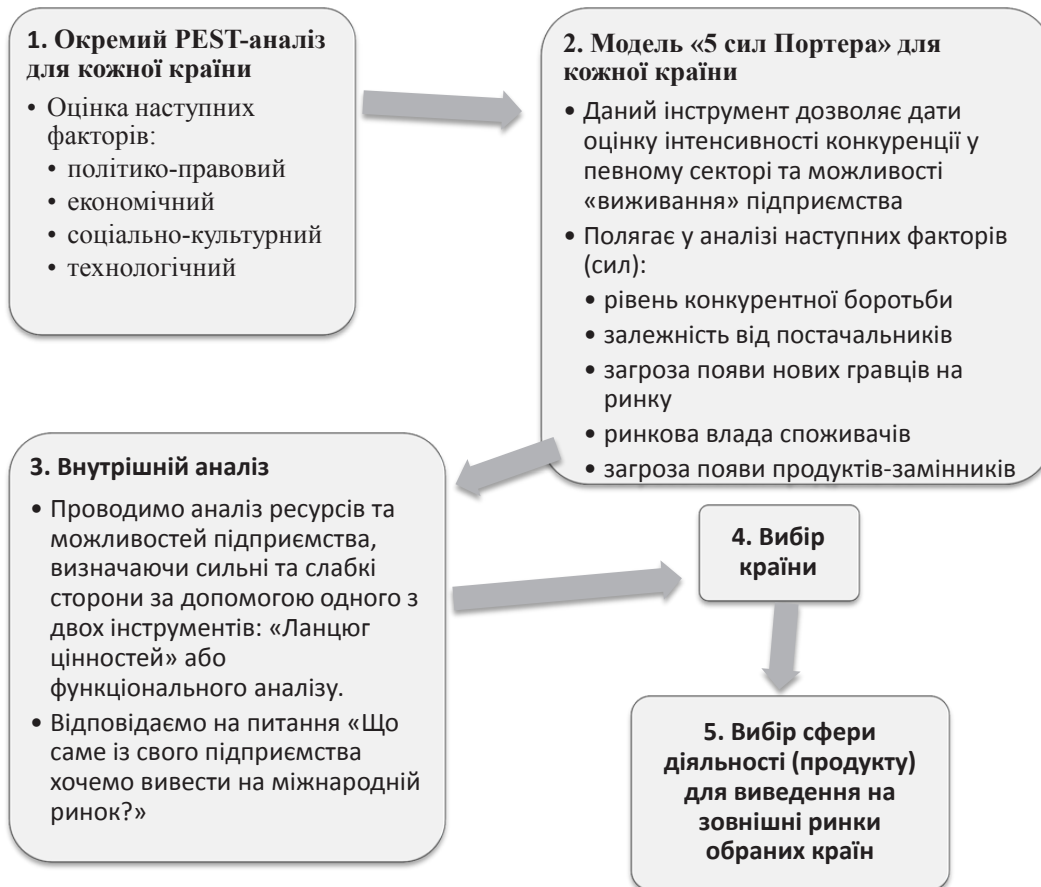 1. Окремий PEST-аналіз
для кожної країни
• Оцінка наступних
факторів:
• політико-правовий
• економічний
• соціально-культурний
• технологічний
2. Модель «5 сил Портера» для
кожної країни
• Даний інструмент дозволяє дати
оцінку інтенсивності конкуренції у
певному секторі та можливості
«виживання» підприємства
• Полягає у аналізі наступних факторів
(сил):
• рівень конкурентної боротьби
• залежність від постачальників
• загроза появи нових гравців на
ринку
• ринкова влада споживачів
• загроза появи продуктів-замінників
3. Внутрішній аналіз
• Проводимо аналіз ресурсів та
можливостей підприємства,
визначаючи сильні та слабкі
сторони за допомогою одного з
двох інструментів: «Ланцюг
цінностей» або
функціонального аналізу.
• Відповідаємо на питання «Що
саме із свого підприємства
хочемо вивести на міжнародній
ринок?»
4. Вибір
країни
5. Вибір сфери
діяльності (продукту)
для виведення на
зовнішні ринки
обраних країн